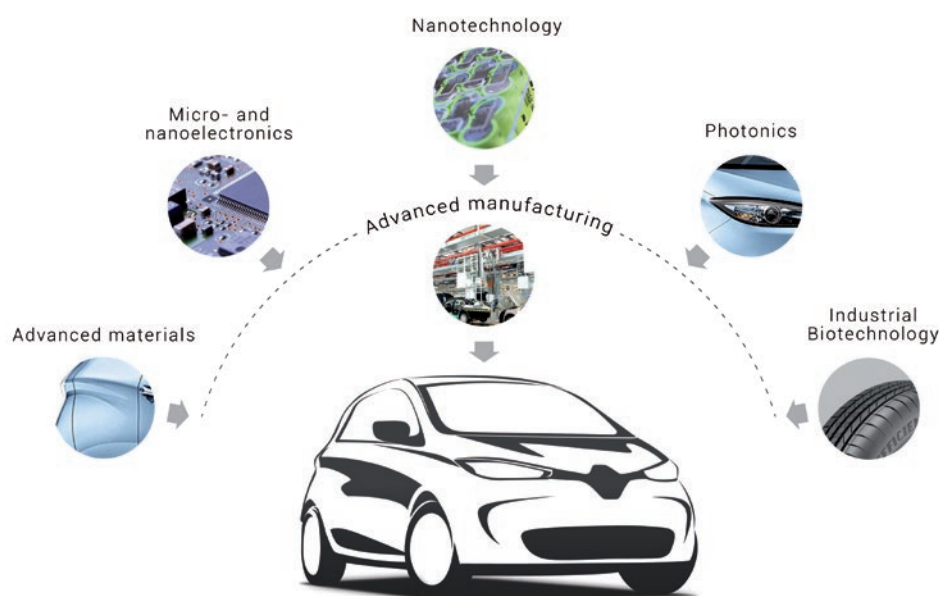 Nanotechnology
Micro- and
nanoelectronics
Photonics
Advanced manufacturing
Advanced materials
Industrial
Biotechnology